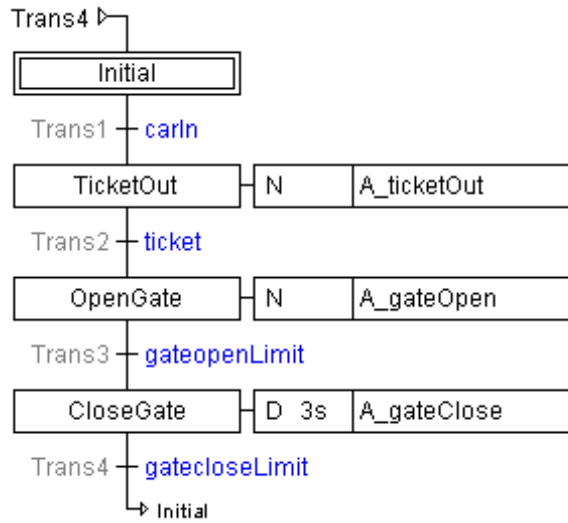 Trans4
Initial
Trans1 carIn
TicketOut N A_ticketOut
Trans2 ticket
OpenGate N A_gateOpen
Trans3 gateopenLimit
CloseGate D 3s A_gateClose
Trans4 gatecloseLimit
Initial